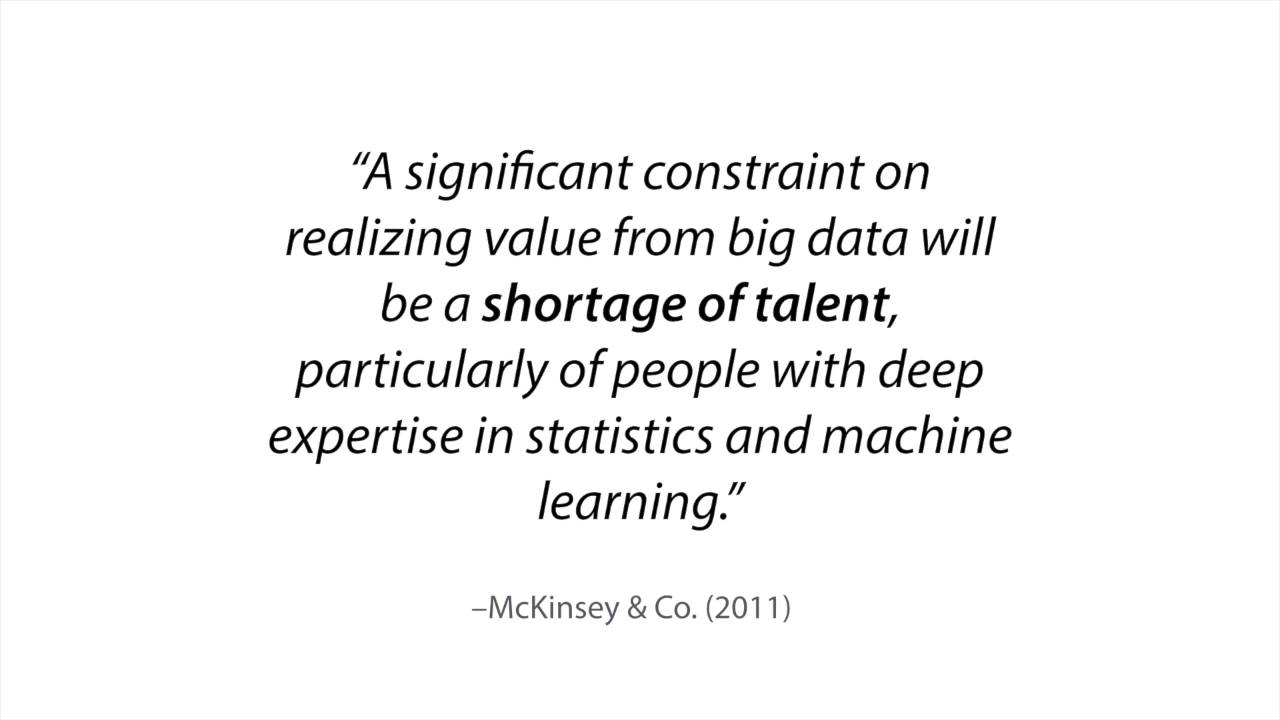 “A significant constraint on
realizing value from big data will
be a shortage of talent,
particularly of people with deep
expertise in statistics and machine
learning.”
–McKinsey & Co. (2011)